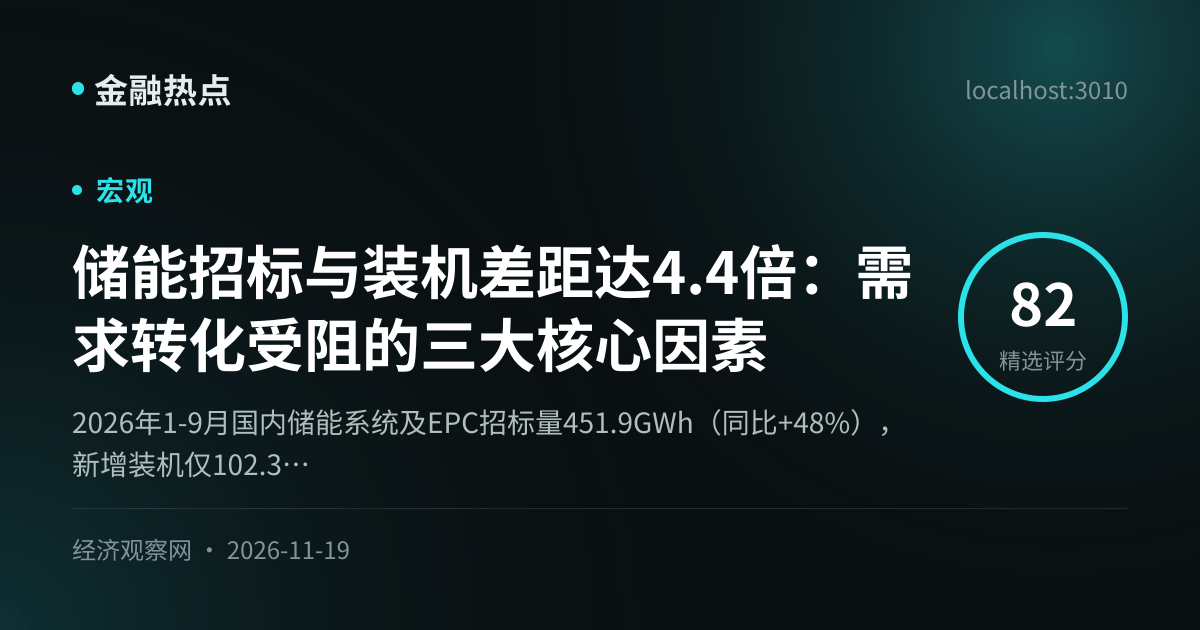 金融热点
localhost:3010
宏观
储能招标与装机差距达4.4倍：需
求转化受阻的三大核心因素
82
精选评分
2026年1-9月国内储能系统及EPC招标量451.9GWh（同比+48%），
新增装机仅102.3…
经济观察网 · 2026-11-19